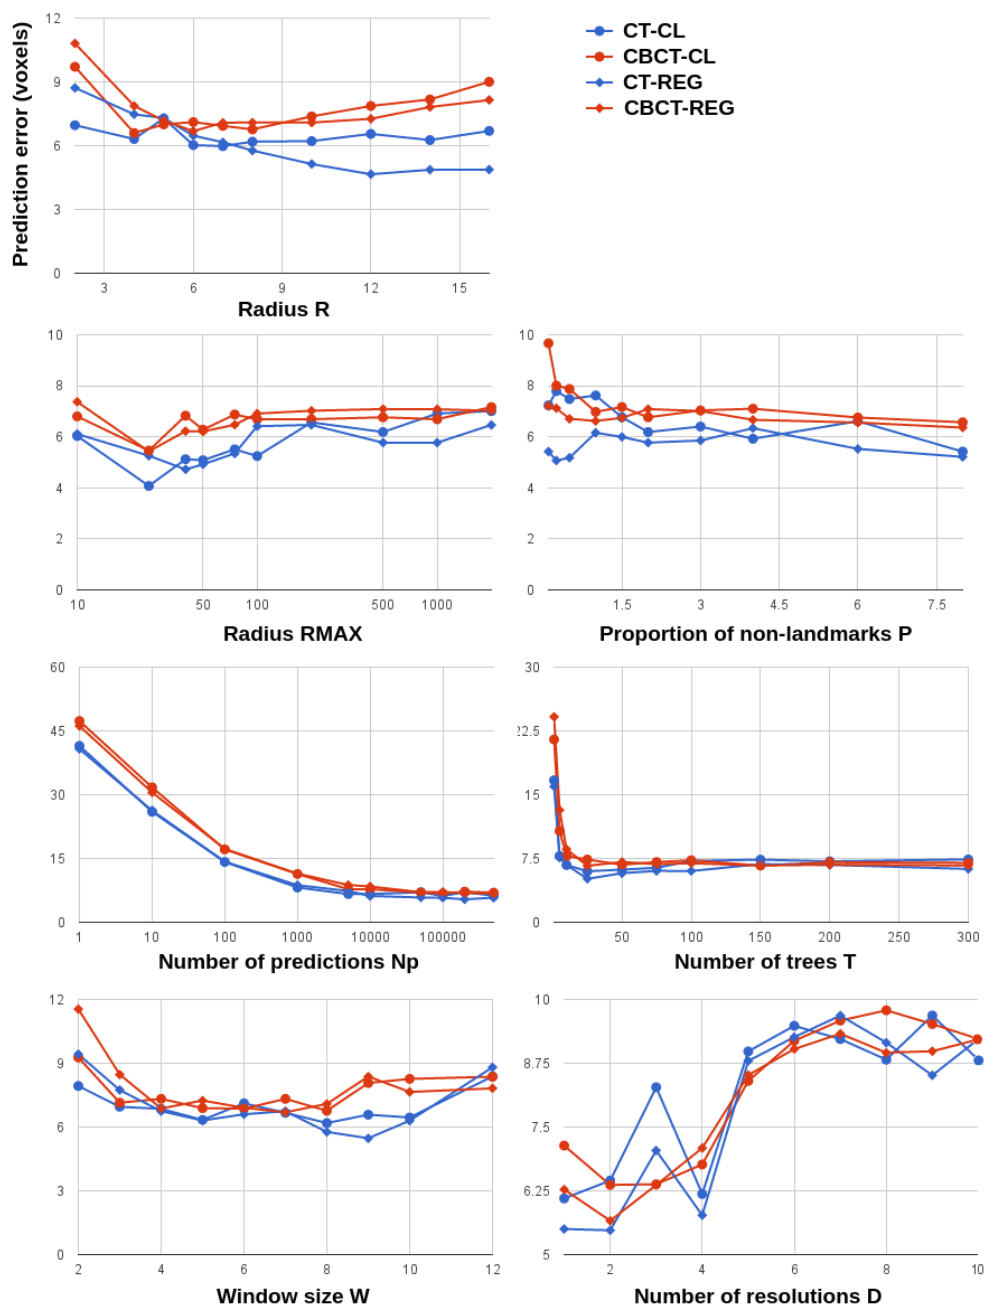 Prediction error (voxels)
12
9
6
3
0
3 6 9 12 15
Radius R
CT-CL
CBCT-CL
CT-REG
CBCT-REG
10
8
6
4
2
0
10 50 100 500 1000
Radius RMAX
10
8
6
4
2
0
1.5 3 4.5 6 7.5
Proportion of non-landmarks P
60
45
30
15
0
1 10 100 1000 10000 100000
Number of predictions Np
30
22.5
15
7.5
0
50 100 150 200 250 300
Number of trees T
12
9
6
3
0
2 4 6 8 10 12
Window size W
10
8.75
7.5
6.25
5
2 4 6 8 10
Number of resolutions D